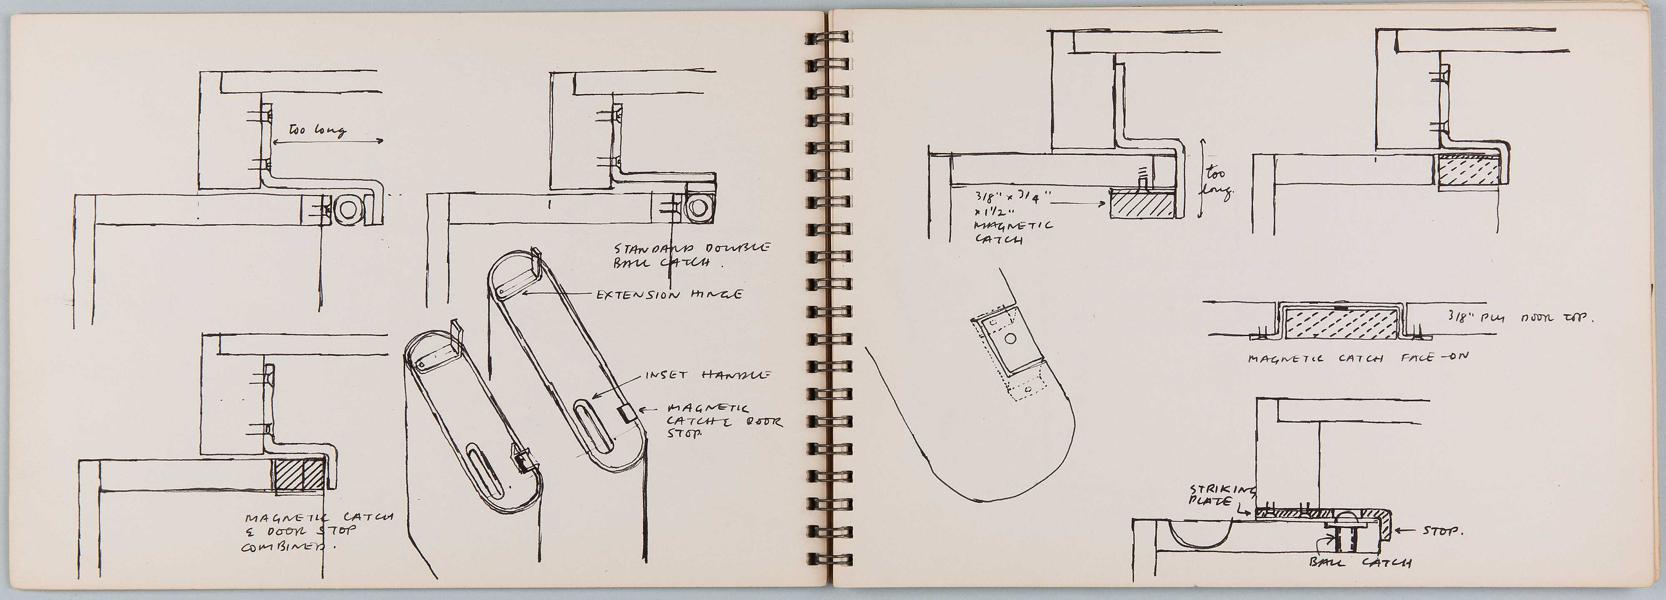 too long
STANDARD DOUBLE
BALL CATCH.
EXTENSION HINGE
INSET HANDLE
MAGNETIC
CATCH & DOOR
STOP
MAGNETIC CATCH
& DOOR STOP
COMBINED.
3/8" x 3/4"
x 1 1/2"
MAGNETIC
CATCH
too
long.
3/8" PLY DOOR TOP.
MAGNETIC CATCH FACE-ON
STRIKING
PLATE
STOP.
BALL CATCH